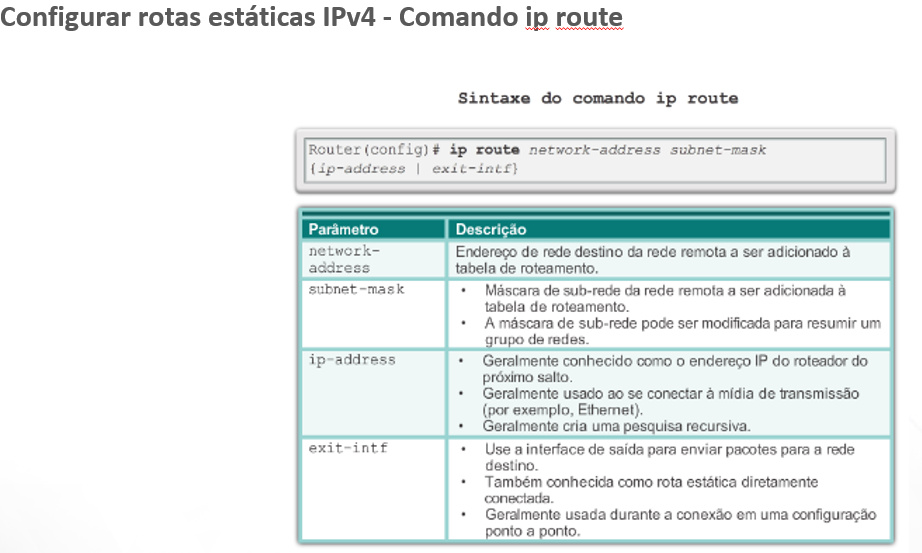 Configurar rotas estáticas IPv4 - Comando ip route
Sintaxe do comando ip route
Router(config)# ip route network-address subnet-mask
{ip-address | exit-intf}
Parâmetro Descrição
network-
address
Endereço de rede destino da rede remota a ser adicionado à
tabela de roteamento.
subnet-mask
• Máscara de sub-rede da rede remota a ser adicionada à
tabela de roteamento.
• A máscara de sub-rede pode ser modificada para resumir um
grupo de redes.
ip-address
• Geralmente conhecido como o endereço IP do roteador do
próximo salto.
• Geralmente usado ao se conectar à mídia de transmissão
(por exemplo, Ethernet).
• Geralmente cria uma pesquisa recursiva.
exit-intf
• Use a interface de saída para enviar pacotes para a rede
destino.
• Também conhecida como rota estática diretamente
conectada.
• Geralmente usada durante a conexão em uma configuração
ponto a ponto.